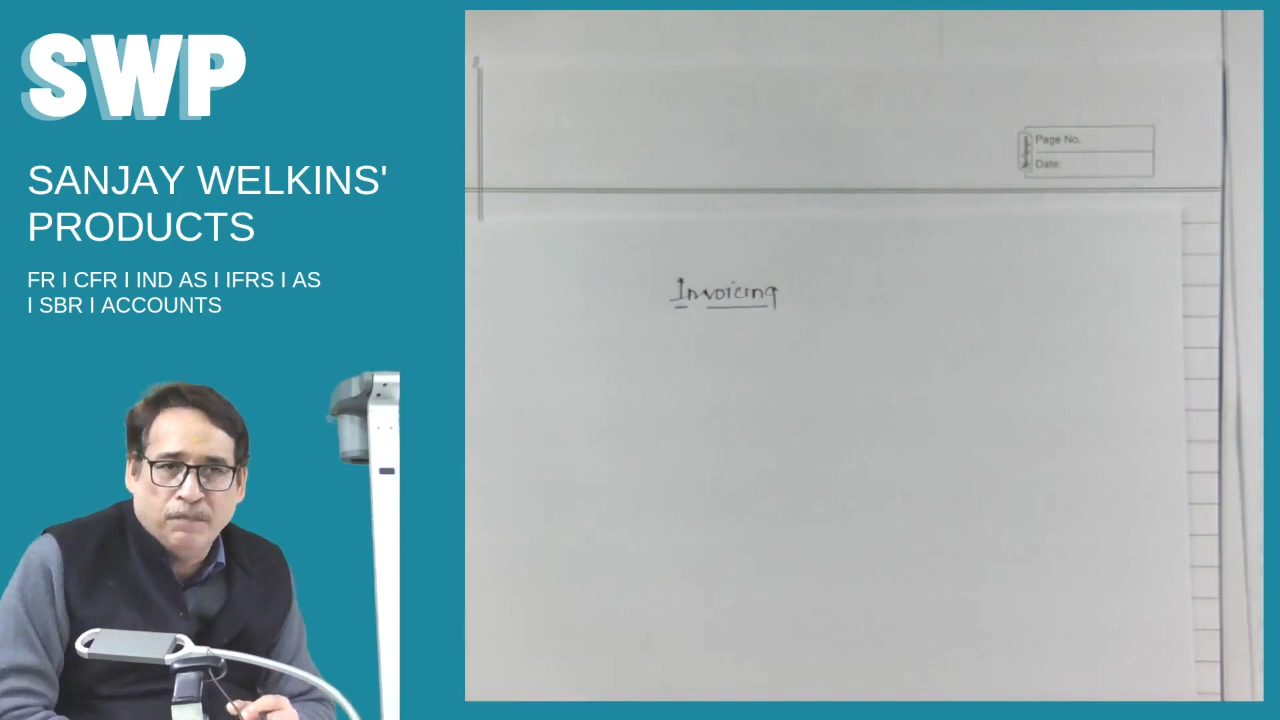 SWP
SANJAY WELKINS'
PRODUCTS
FR I CFR I IND AS I IFRS I AS
I SBR I ACCOUNTS
Page No.
Date:
Invoicing